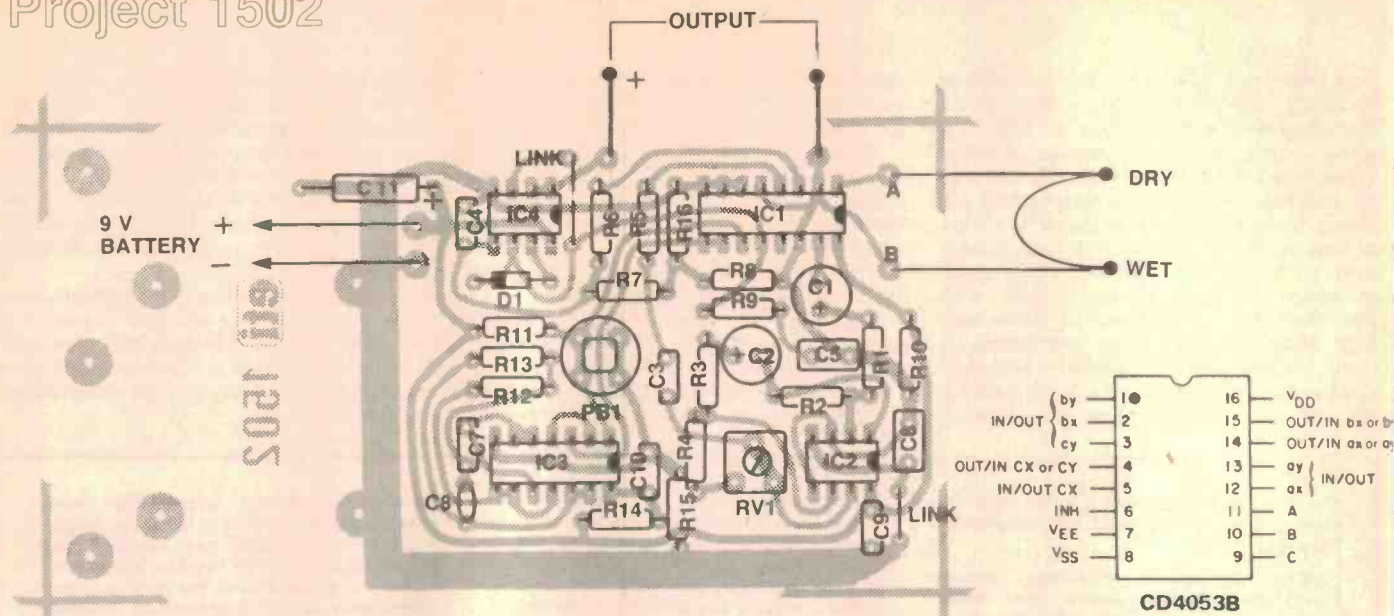 Project 1502
OUTPUT
+
LINK
C11
+
C4
IC4
R6
R5
R16
IC1
A
DRY
9 V
BATTERY
+
−
B
WET
D1
R7
R8
R9
C1
+
eti 1502
R11
R13
R12
PB1
C3
R3
+
C2
C5
R1
R10
R2
C7
IC3
C10
R4
RV1
IC2
C6
R14
R15
C9
LINK
IN/OUT
by
bx
cy
OUT/IN CX or CY
IN/OUT CX
INH
VEE
VSS
1
2
3
4
5
6
7
8
16
15
14
13
12
11
10
9
VDD
OUT/IN bx or
OUT/IN ax or
ay
ax
IN/OUT
A
B
C
CD4053B